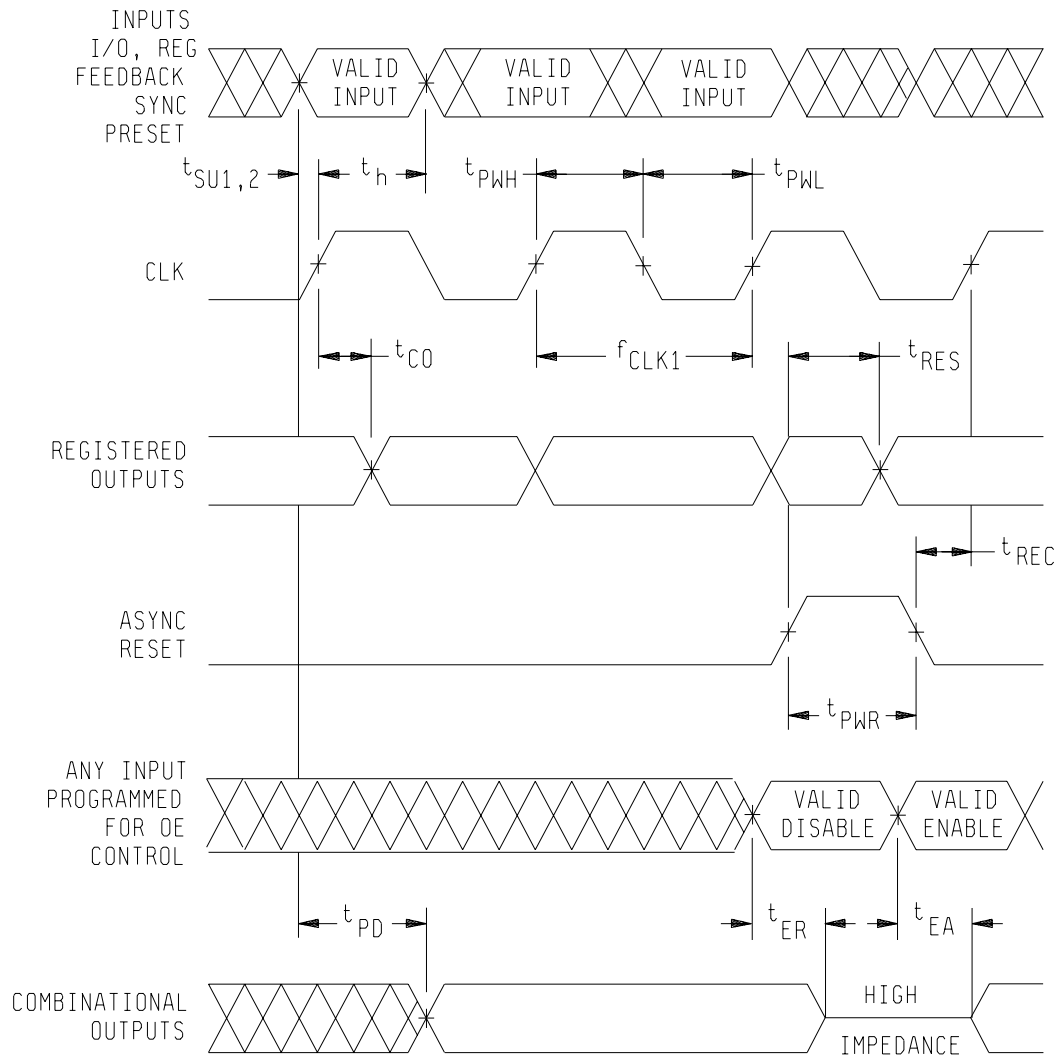 INPUTS
I/O, REG
FEEDBACK
SYNC
PRESET
VALID
INPUT
VALID
INPUT
VALID
INPUT
tSU1,2
th
tPWH
tPWL
CLK
tCO
fCLK1
tRES
REGISTERED
OUTPUTS
tREC
ASYNC
RESET
tPWR
ANY INPUT
PROGRAMMED
FOR OE
CONTROL
VALID
DISABLE
VALID
ENABLE
tPD
tER
tEA
COMBINATIONAL
OUTPUTS
HIGH
IMPEDANCE